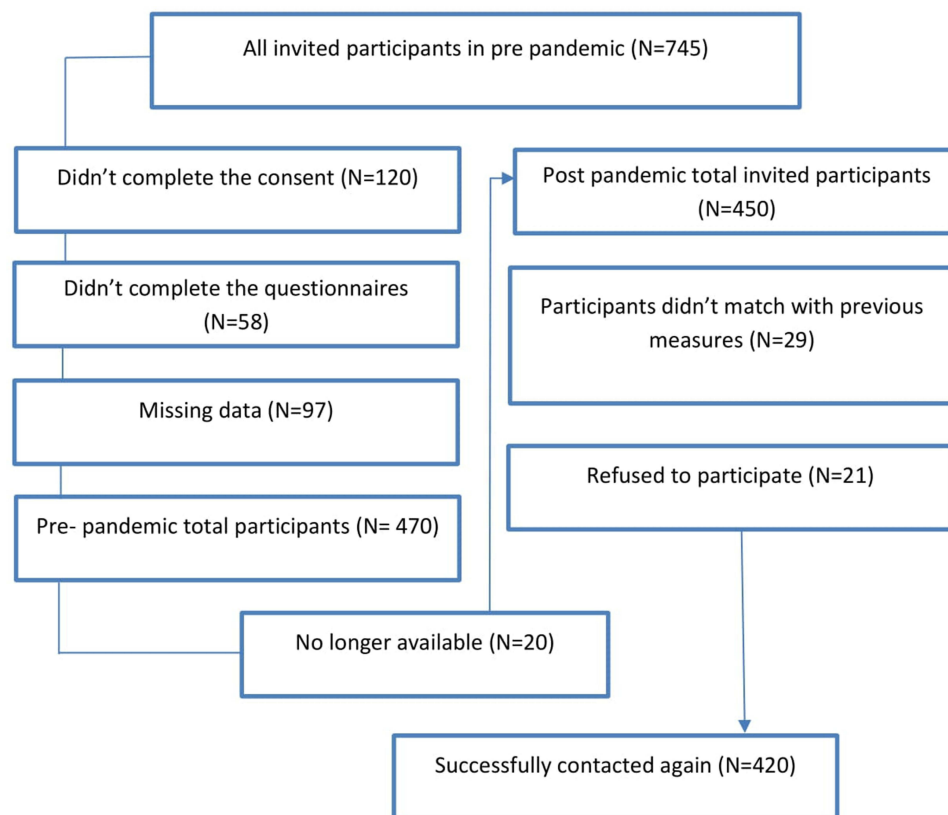 All invited participants in pre pandemic (N=745)
Didn’t complete the consent (N=120)
Didn’t complete the questionnaires
(N=58)
Missing data (N=97)
Pre- pandemic total participants (N= 470)
No longer available (N=20)
Post pandemic total invited participants
(N=450)
Participants didn’t match with previous
measures (N=29)
Refused to participate (N=21)
Successfully contacted again (N=420)